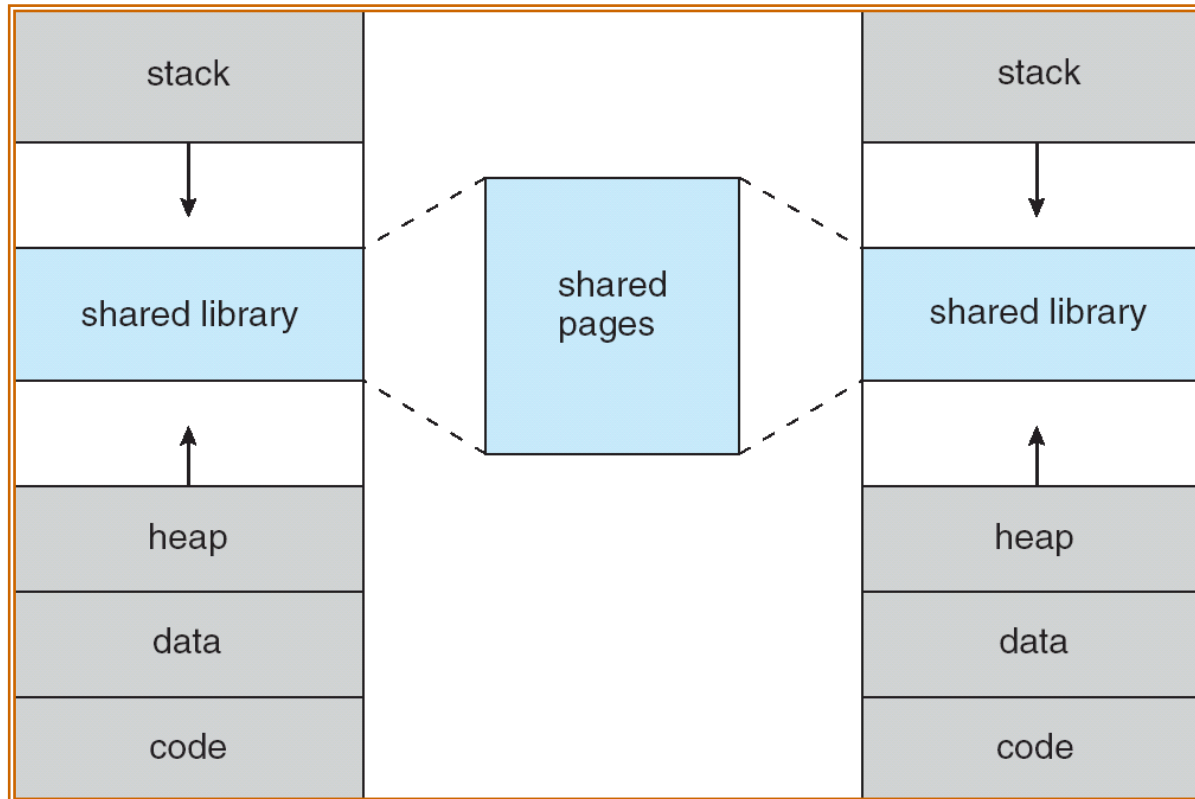 stack
shared library
heap
data
code
shared
pages
stack
shared library
heap
data
code